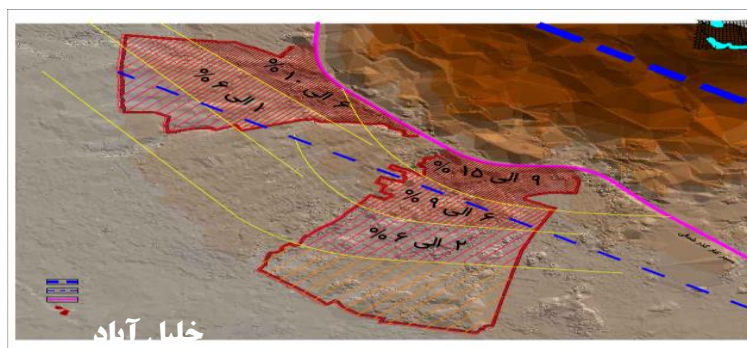 ۶ الی ۱۰ %
۱ الی ۶ %
۹ الی ۱۵ %
۶ الی ۹ %
۲ الی ۶ %
خلیل آباد